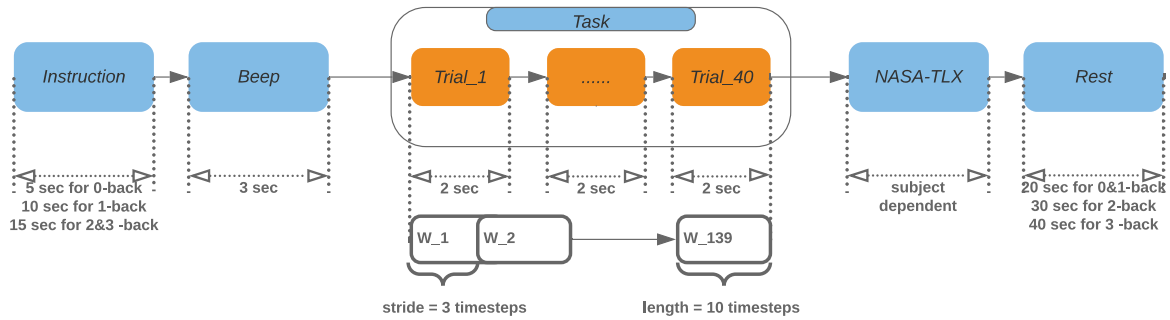 Task
Instruction
Beep
Trial_1
......
Trial_40
NASA-TLX
Rest
5 sec for 0-back
10 sec for 1-back
15 sec for 2&3 -back
3 sec
2 sec
2 sec
2 sec
subject
dependent
20 sec for 0&1-back
30 sec for 2-back
40 sec for 3 -back
W_1
W_2
W_139
stride = 3 timesteps
length = 10 timesteps